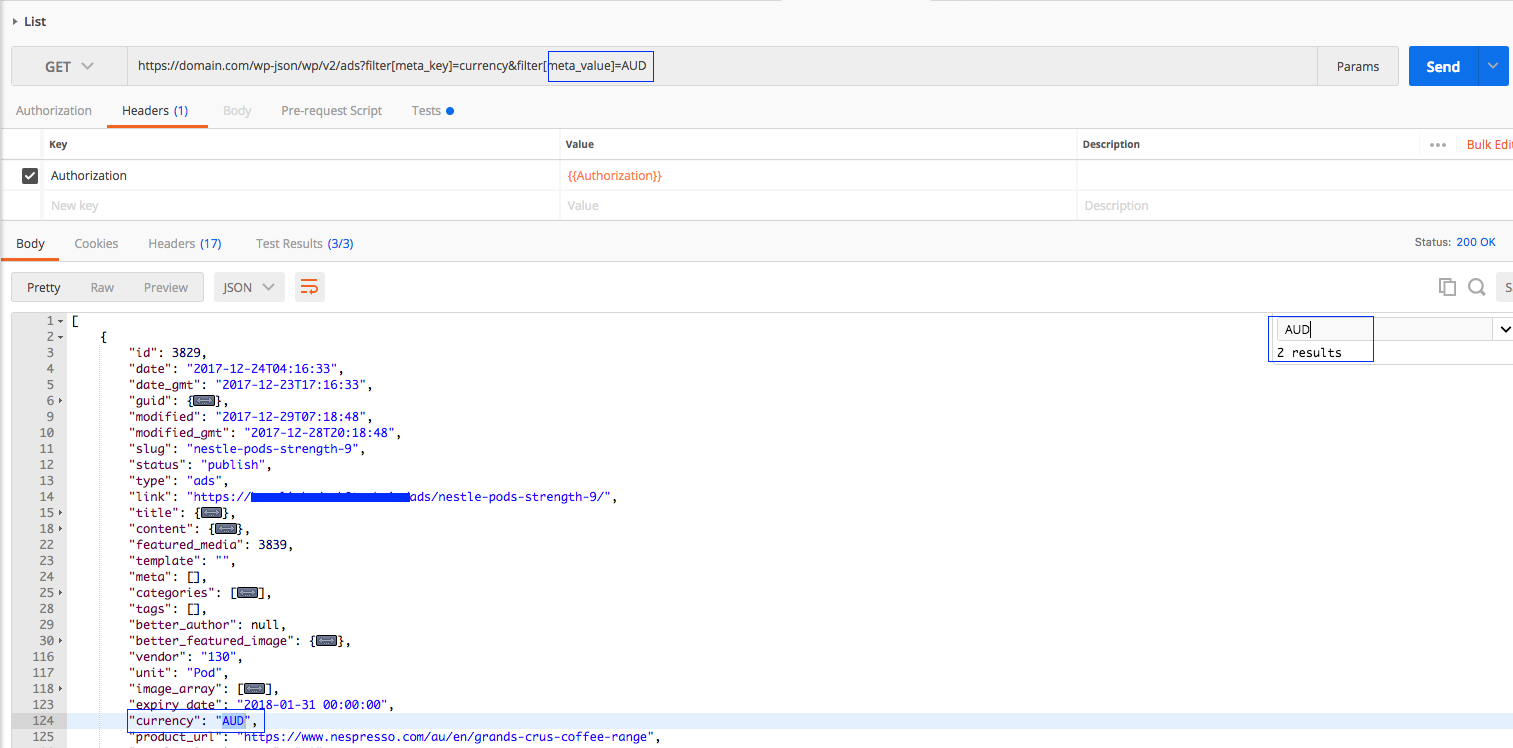 List
GET https://domain.com/wp-json/wp/v2/ads?filter[meta_key]=currency&filter[meta_value]=AUD Params Send
Authorization Headers (1) Body Pre-request Script Tests
Key Value Description ••• Bulk Edi
Authorization {{Authorization}}
New key Value Description
Body Cookies Headers (17) Test Results (3/3) Status: 200 OK
Pretty Raw Preview JSON S
AUD
2 results
1 [
2 {
3 "id": 3829,
4 "date": "2017-12-24T04:16:33",
5 "date_gmt": "2017-12-23T17:16:33",
6 "guid": {},
9 "modified": "2017-12-29T07:18:48",
10 "modified_gmt": "2017-12-28T20:18:48",
11 "slug": "nestle-pods-strength-9",
12 "status": "publish",
13 "type": "ads",
14 "link": "https://ads/nestle-pods-strength-9/",
15 "title": {},
18 "content": {},
22 "featured_media": 3839,
23 "template": "",
24 "meta": [],
25 "categories": [],
28 "tags": [],
29 "better_author": null,
30 "better_featured_image": {},
116 "vendor": "130",
117 "unit": "Pod",
118 "image_array": [],
123 "expiry_date": "2018-01-31 00:00:00",
124 "currency": "AUD",
125 "product_url": "https://www.nespresso.com/au/en/grands-crus-coffee-range",